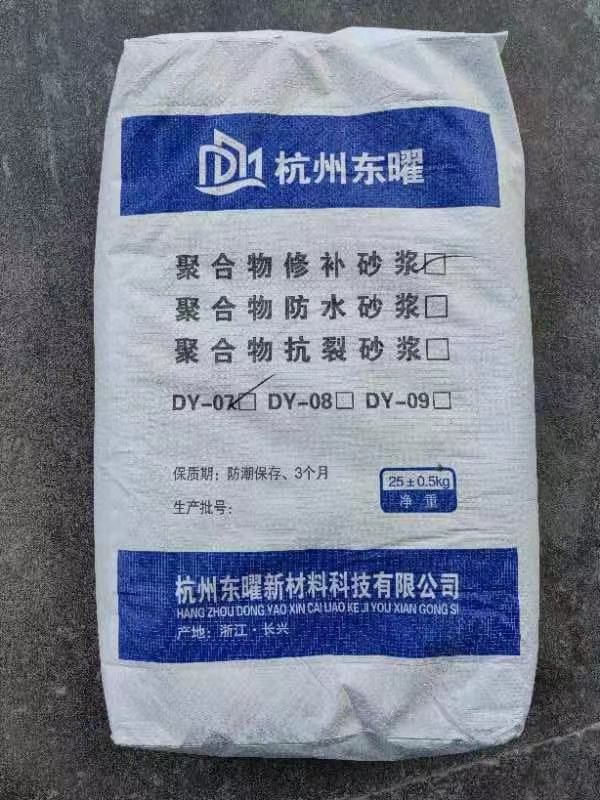 DM 杭州东曜
聚合物修补砂浆☑
聚合物防水砂浆□
聚合物抗裂砂浆□
DY-07☑ DY-08□ DY-09□
保质期：防潮保存、3个月
25±0.5kg
净重
生产批号：
杭州东曜新材料科技有限公司
HANG ZHOU DONG YAO XIN CAI LIAO KE JI YOU XIAN GONG SI
产地：浙江·长兴